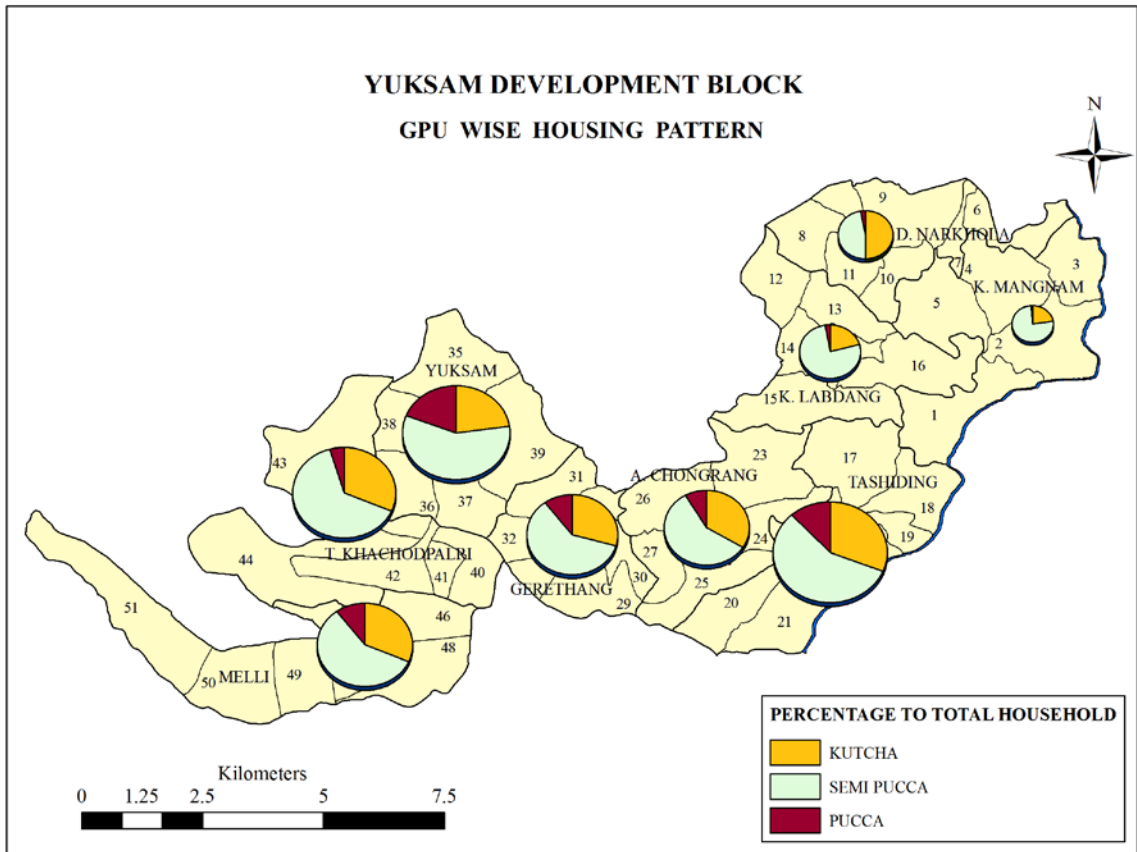 YUKSAM DEVELOPMENT BLOCK
GPU WISE HOUSING PATTERN
N
9
6
8
D. NARKHOLA
3
7
4
11
10
12
K. MANGNAM
5
13
2
14
16
35
YUKSAM
15
K. LABDANG
1
38
23
39
17
43
31
A. CHONGRANG
TASHIDING
26
37
36
18
24
19
32
T. KHACHODPALRI
27
44
42
41
40
30
25
GERETHANG
29
20
51
46
21
48
50
MELLI
49
PERCENTAGE TO TOTAL HOUSEHOLD
KUTCHA
SEMI PUCCA
PUCCA
Kilometers
0 1.25 2.5 5 7.5